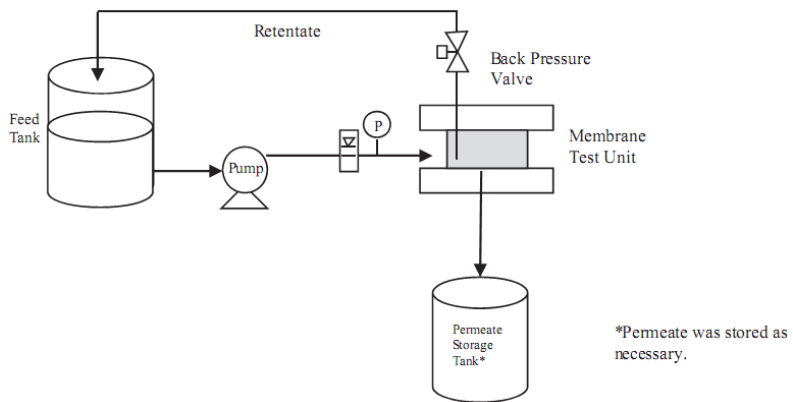 Retentate
Back Pressure
Valve
Feed
Tank
P
Pump
Membrane
Test Unit
Permeate
Storage
Tank*
*Permeate was stored as
necessary.